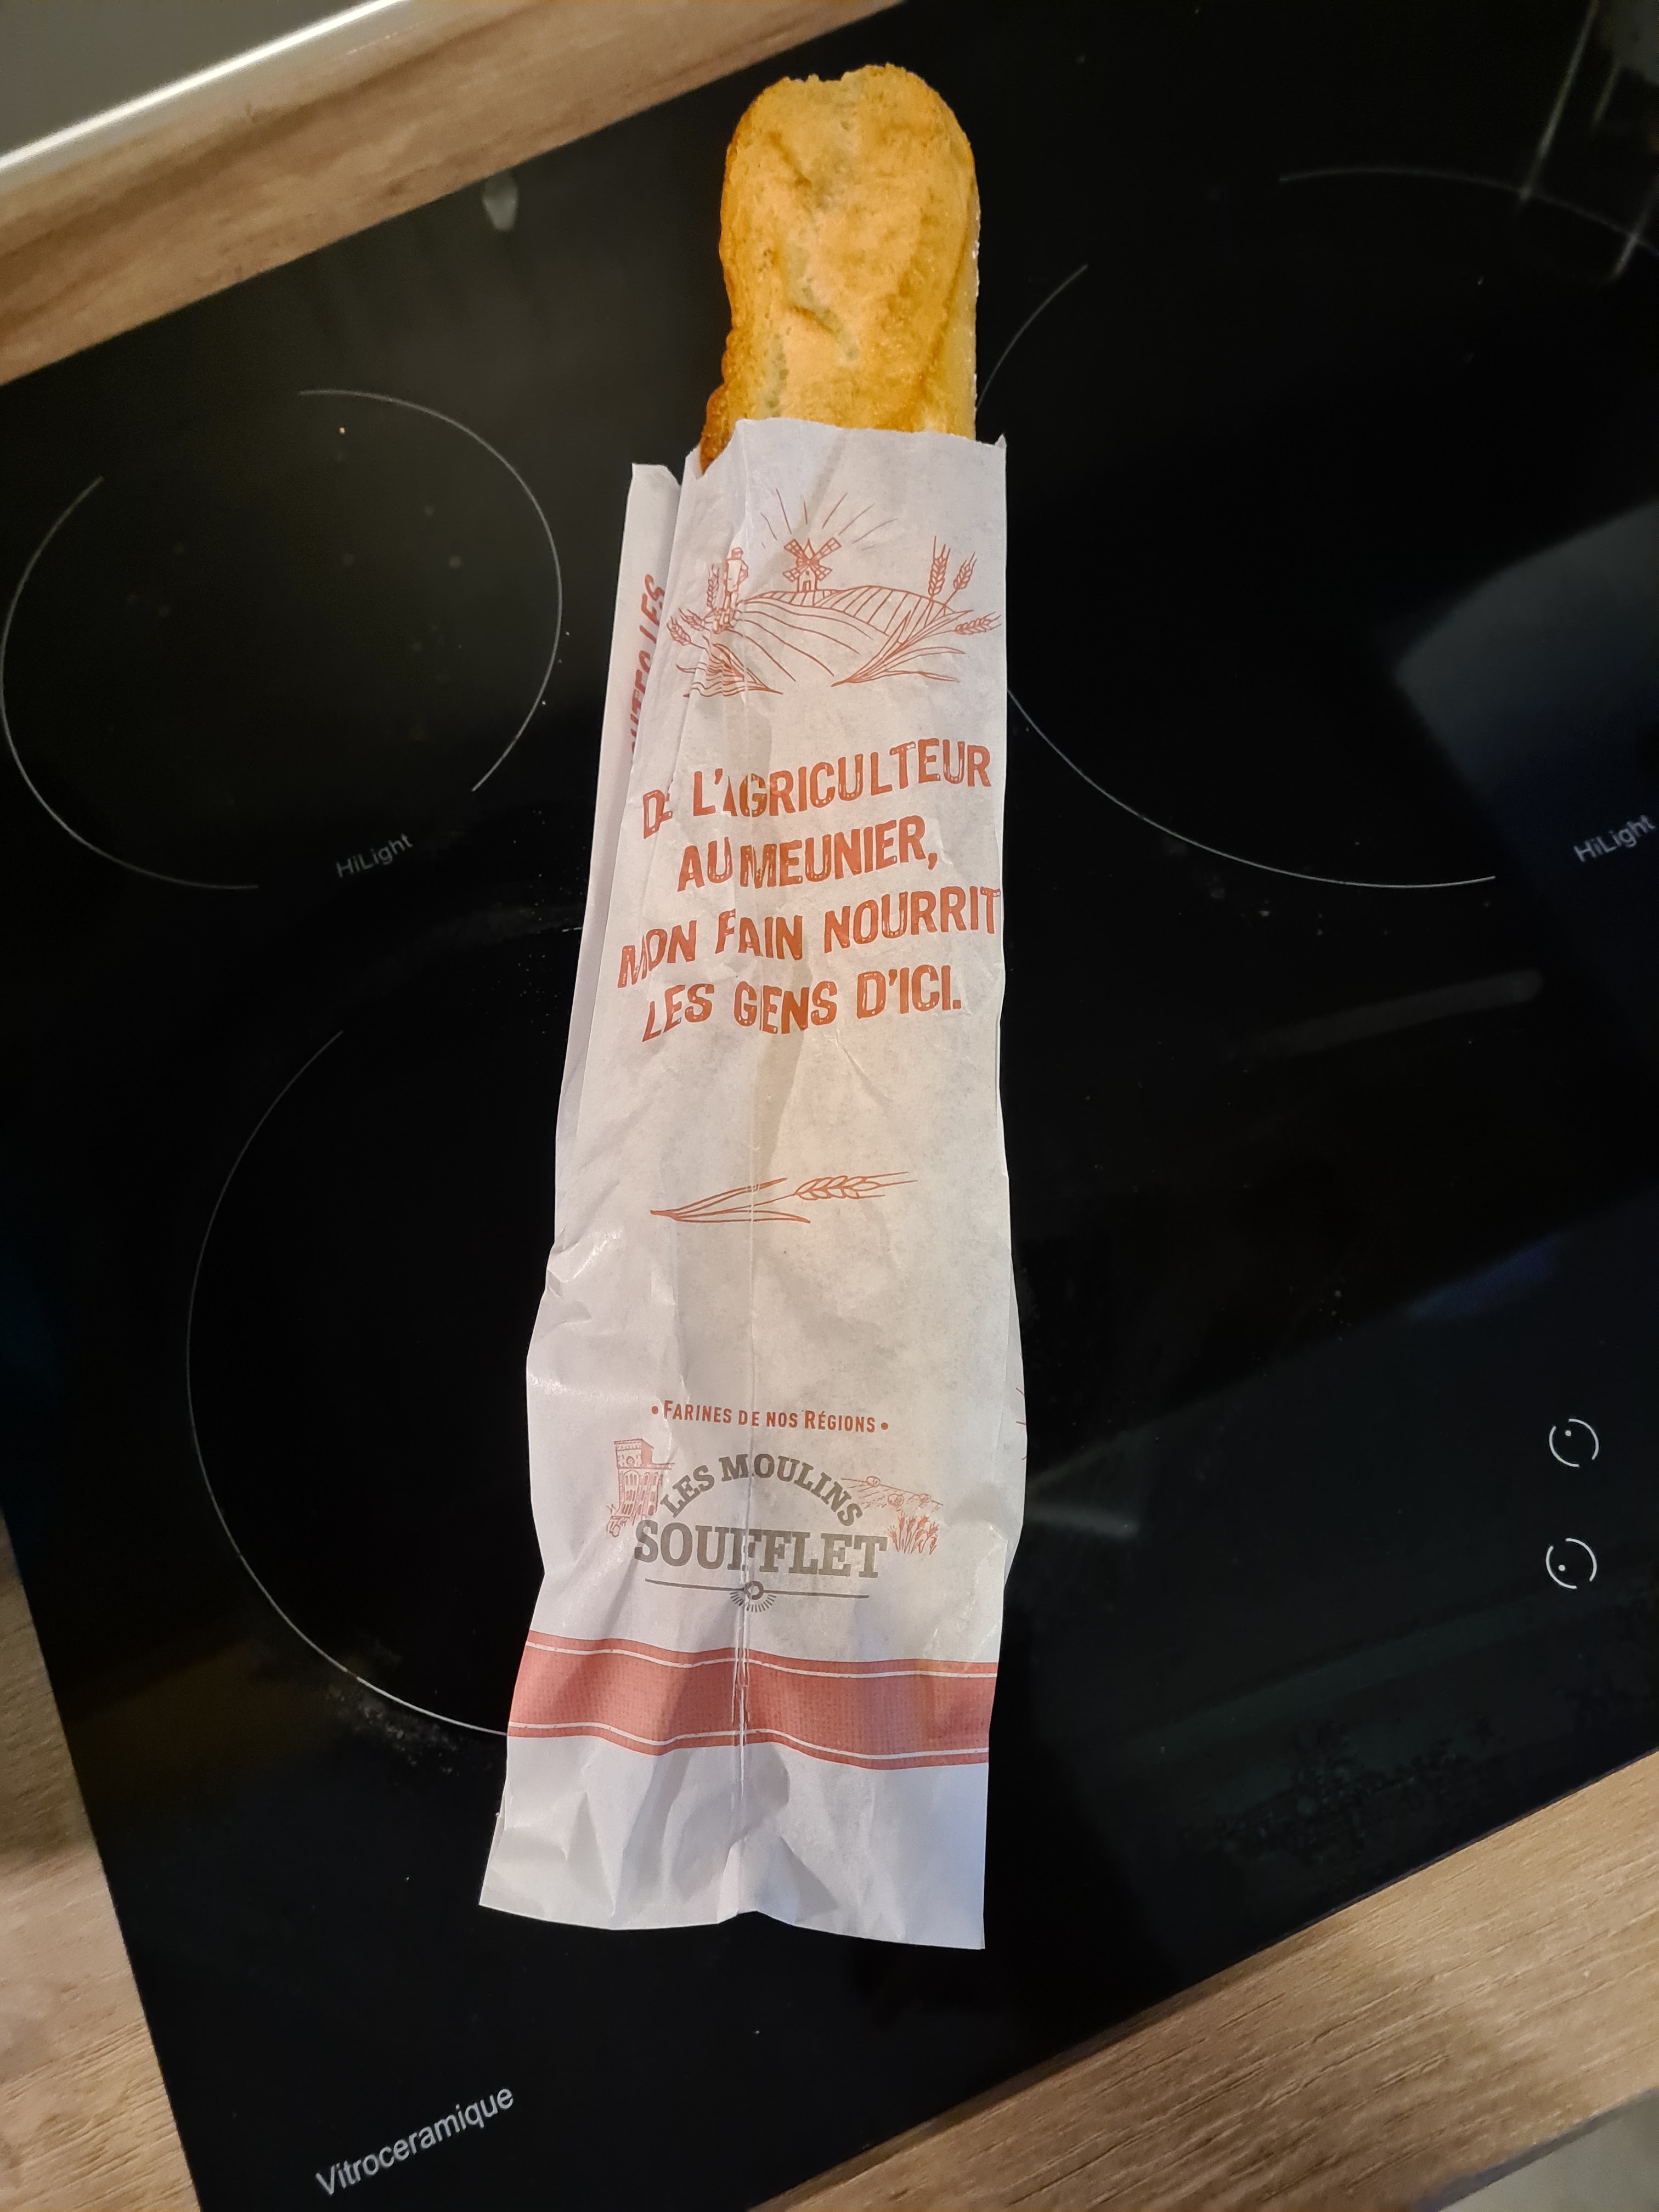 DE L'AGRICULTEUR
AU MEUNIER,
MON PAIN NOURRIT
LES GENS D'ICI.
• FARINES DE NOS RÉGIONS •
LES MOULINS
SOUFFLET
HiLight
HiLight
Vitroceramique
LES